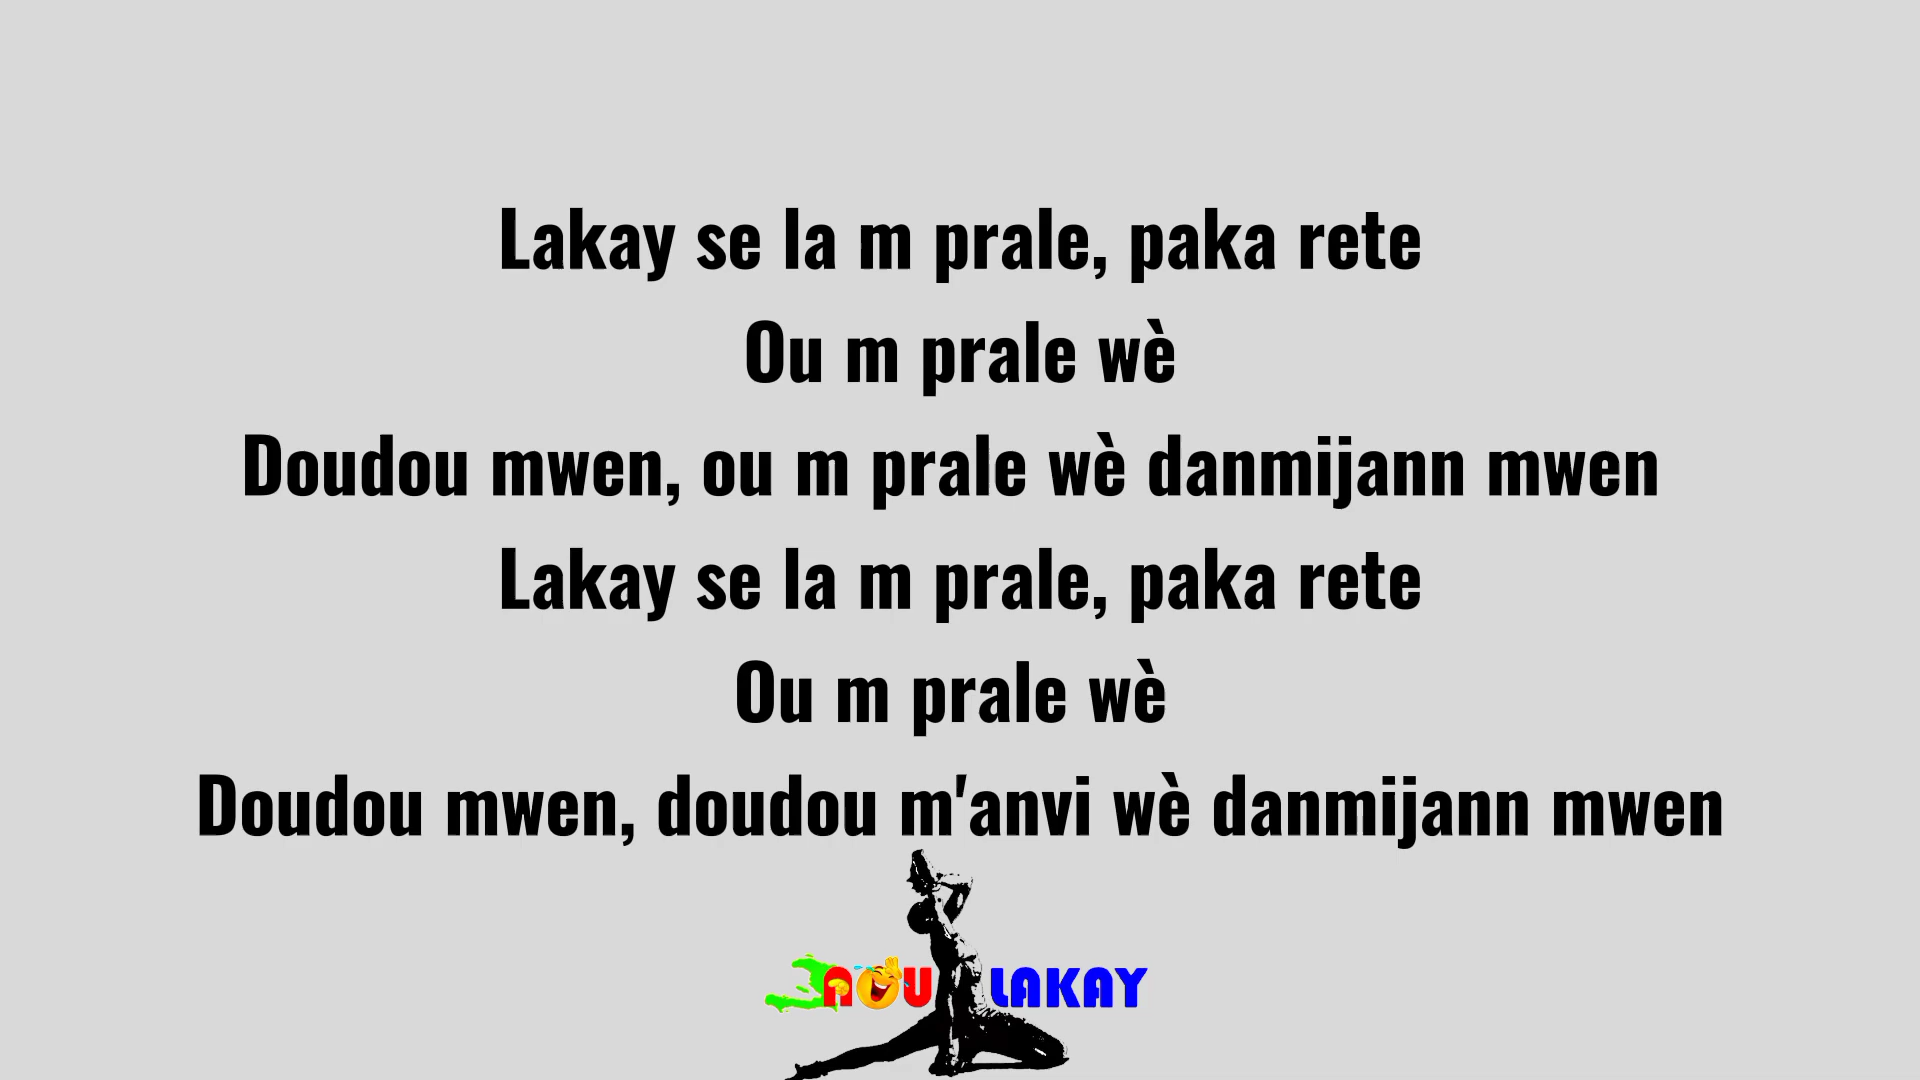 Lakay se la m prale, paka rete
Ou m prale wè
Doudou mwen, ou m prale wè danmijann mwen
Lakay se la m prale, paka rete
Ou m prale wè
Doudou mwen, doudou m'anvi wè danmijann mwen
NOU LAKAY